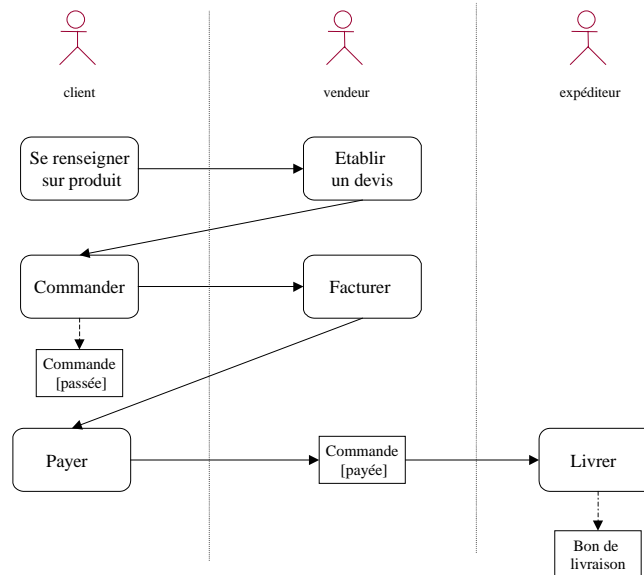 client
vendeur
expéditeur
Se renseigner
sur produit
Etablir
un devis
Commander
Facturer
Commande
[passée]
Payer
Commande
[payée]
Livrer
Bon de
livraison